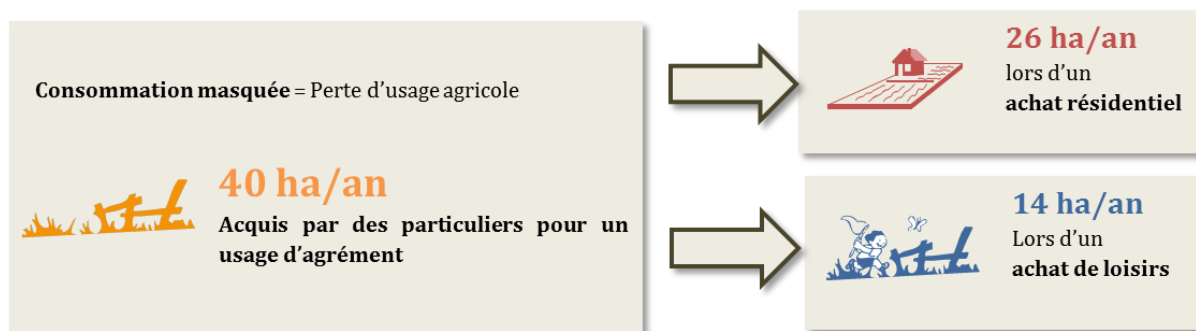 Consommation masquée = Perte d'usage agricole
40 ha/an
Acquis par des particuliers pour un
usage d'agrément
26 ha/an
lors d'un
achat résidentiel
14 ha/an
Lors d'un
achat de loisirs